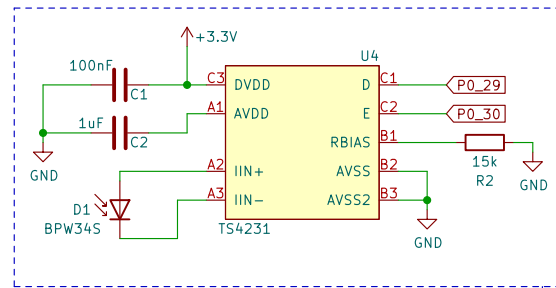 +3.3V
U4
100nF
C1
C3
DVDD
D
C1
P0_29
A1
AVDD
E
C2
P0_30
1uF
C2
RBIAS
B1
15k
R2
GND
GND
A2
IIN+
AVSS
B2
A3
IIN-
AVSS2
B3
D1
BPW34S
TS4231
GND